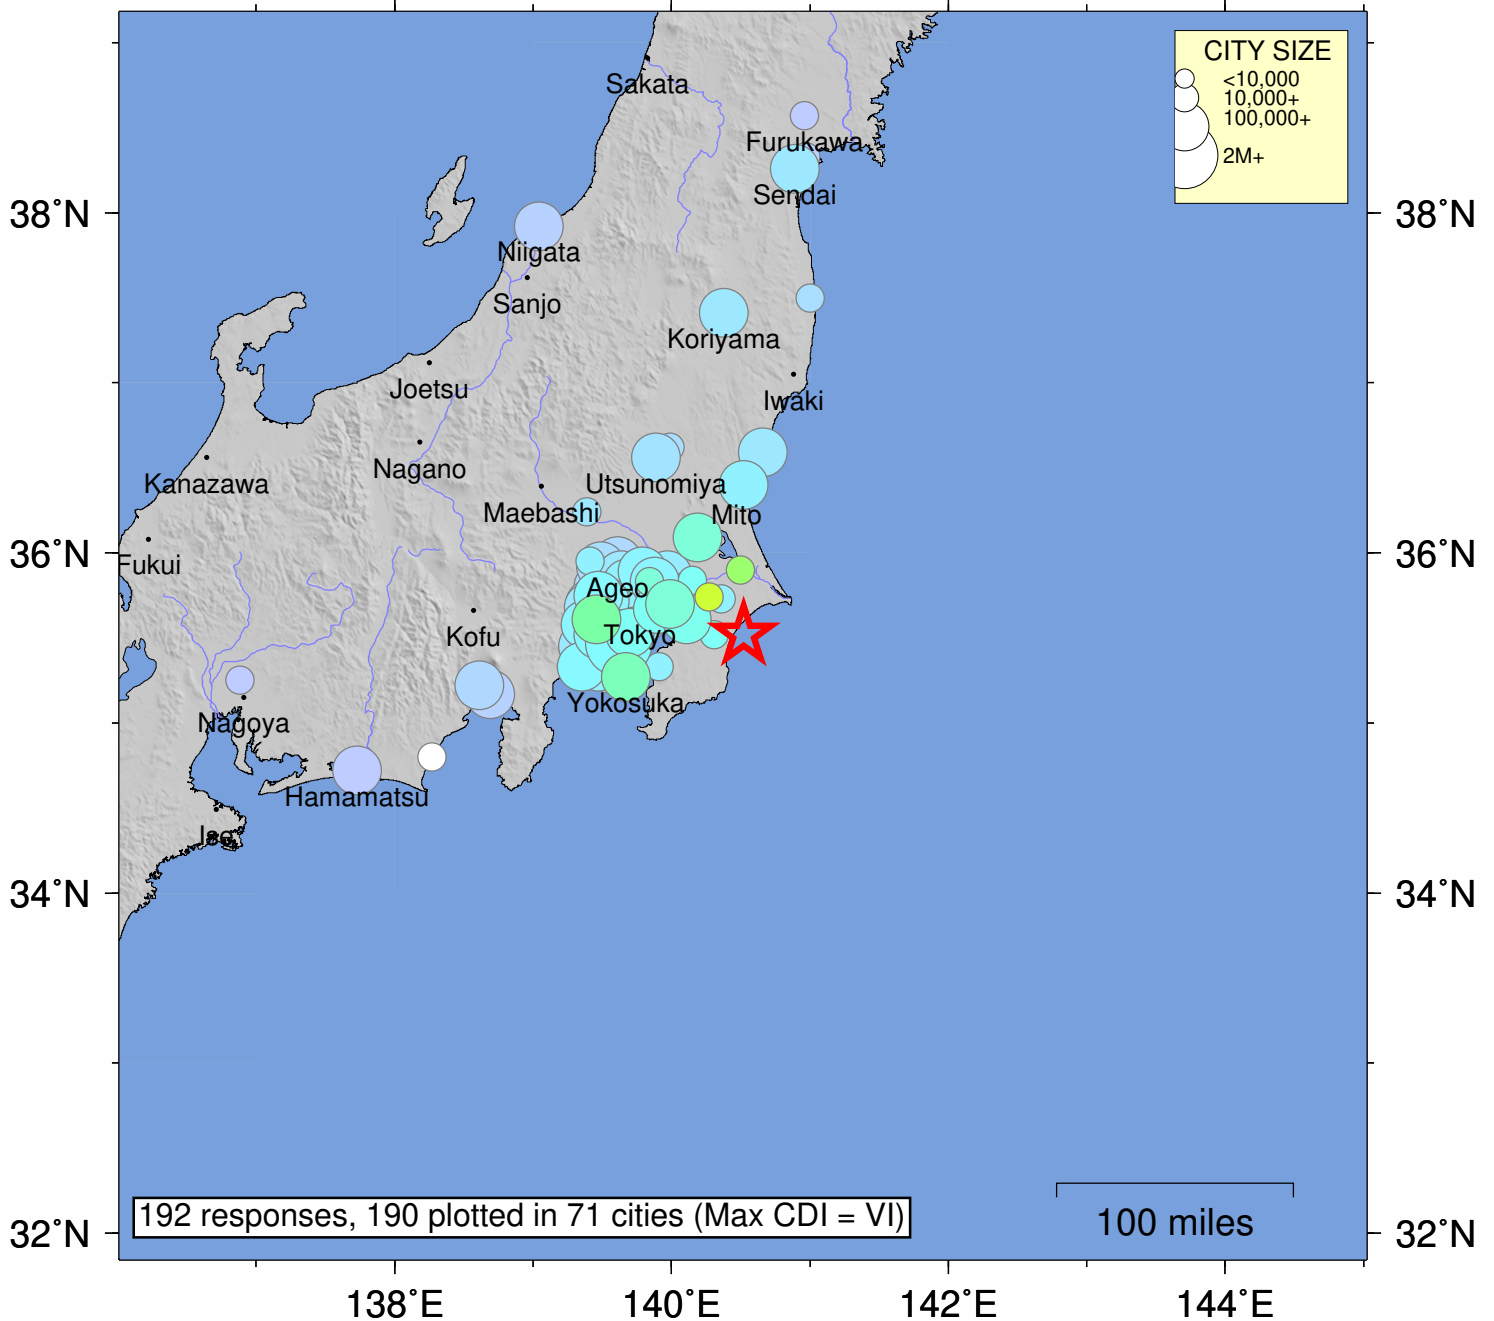 CITY SIZE
<10,000
10,000+
100,000+
2M+
Sakata
Furukawa
Sendai
38°N
38°N
Niigata
Sanjo
Koriyama
Joetsu
Iwaki
Nagano
Kanazawa
Utsunomiya
Maebashi
Mito
36°N
36°N
Fukui
Ageo
Kofu
Tokyo
Yokosuka
Nagoya
Hamamatsu
Ise
34°N
34°N
192 responses, 190 plotted in 71 cities (Max CDI = VI)
100 miles
32°N
32°N
138°E
140°E
142°E
144°E